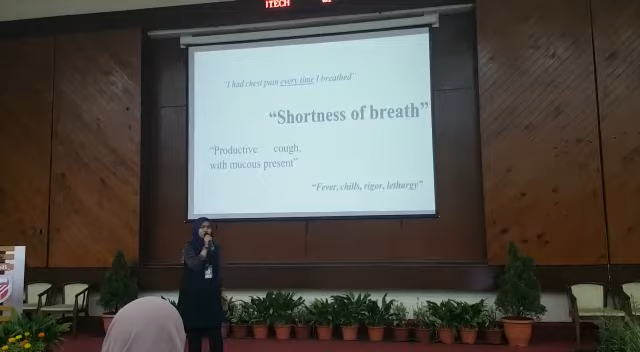 ITECH
"I had chest pain every time I breathed"
"Shortness of breath"
"Productive cough,
with mucous present"
"Fever, chills, rigor, lethargy"